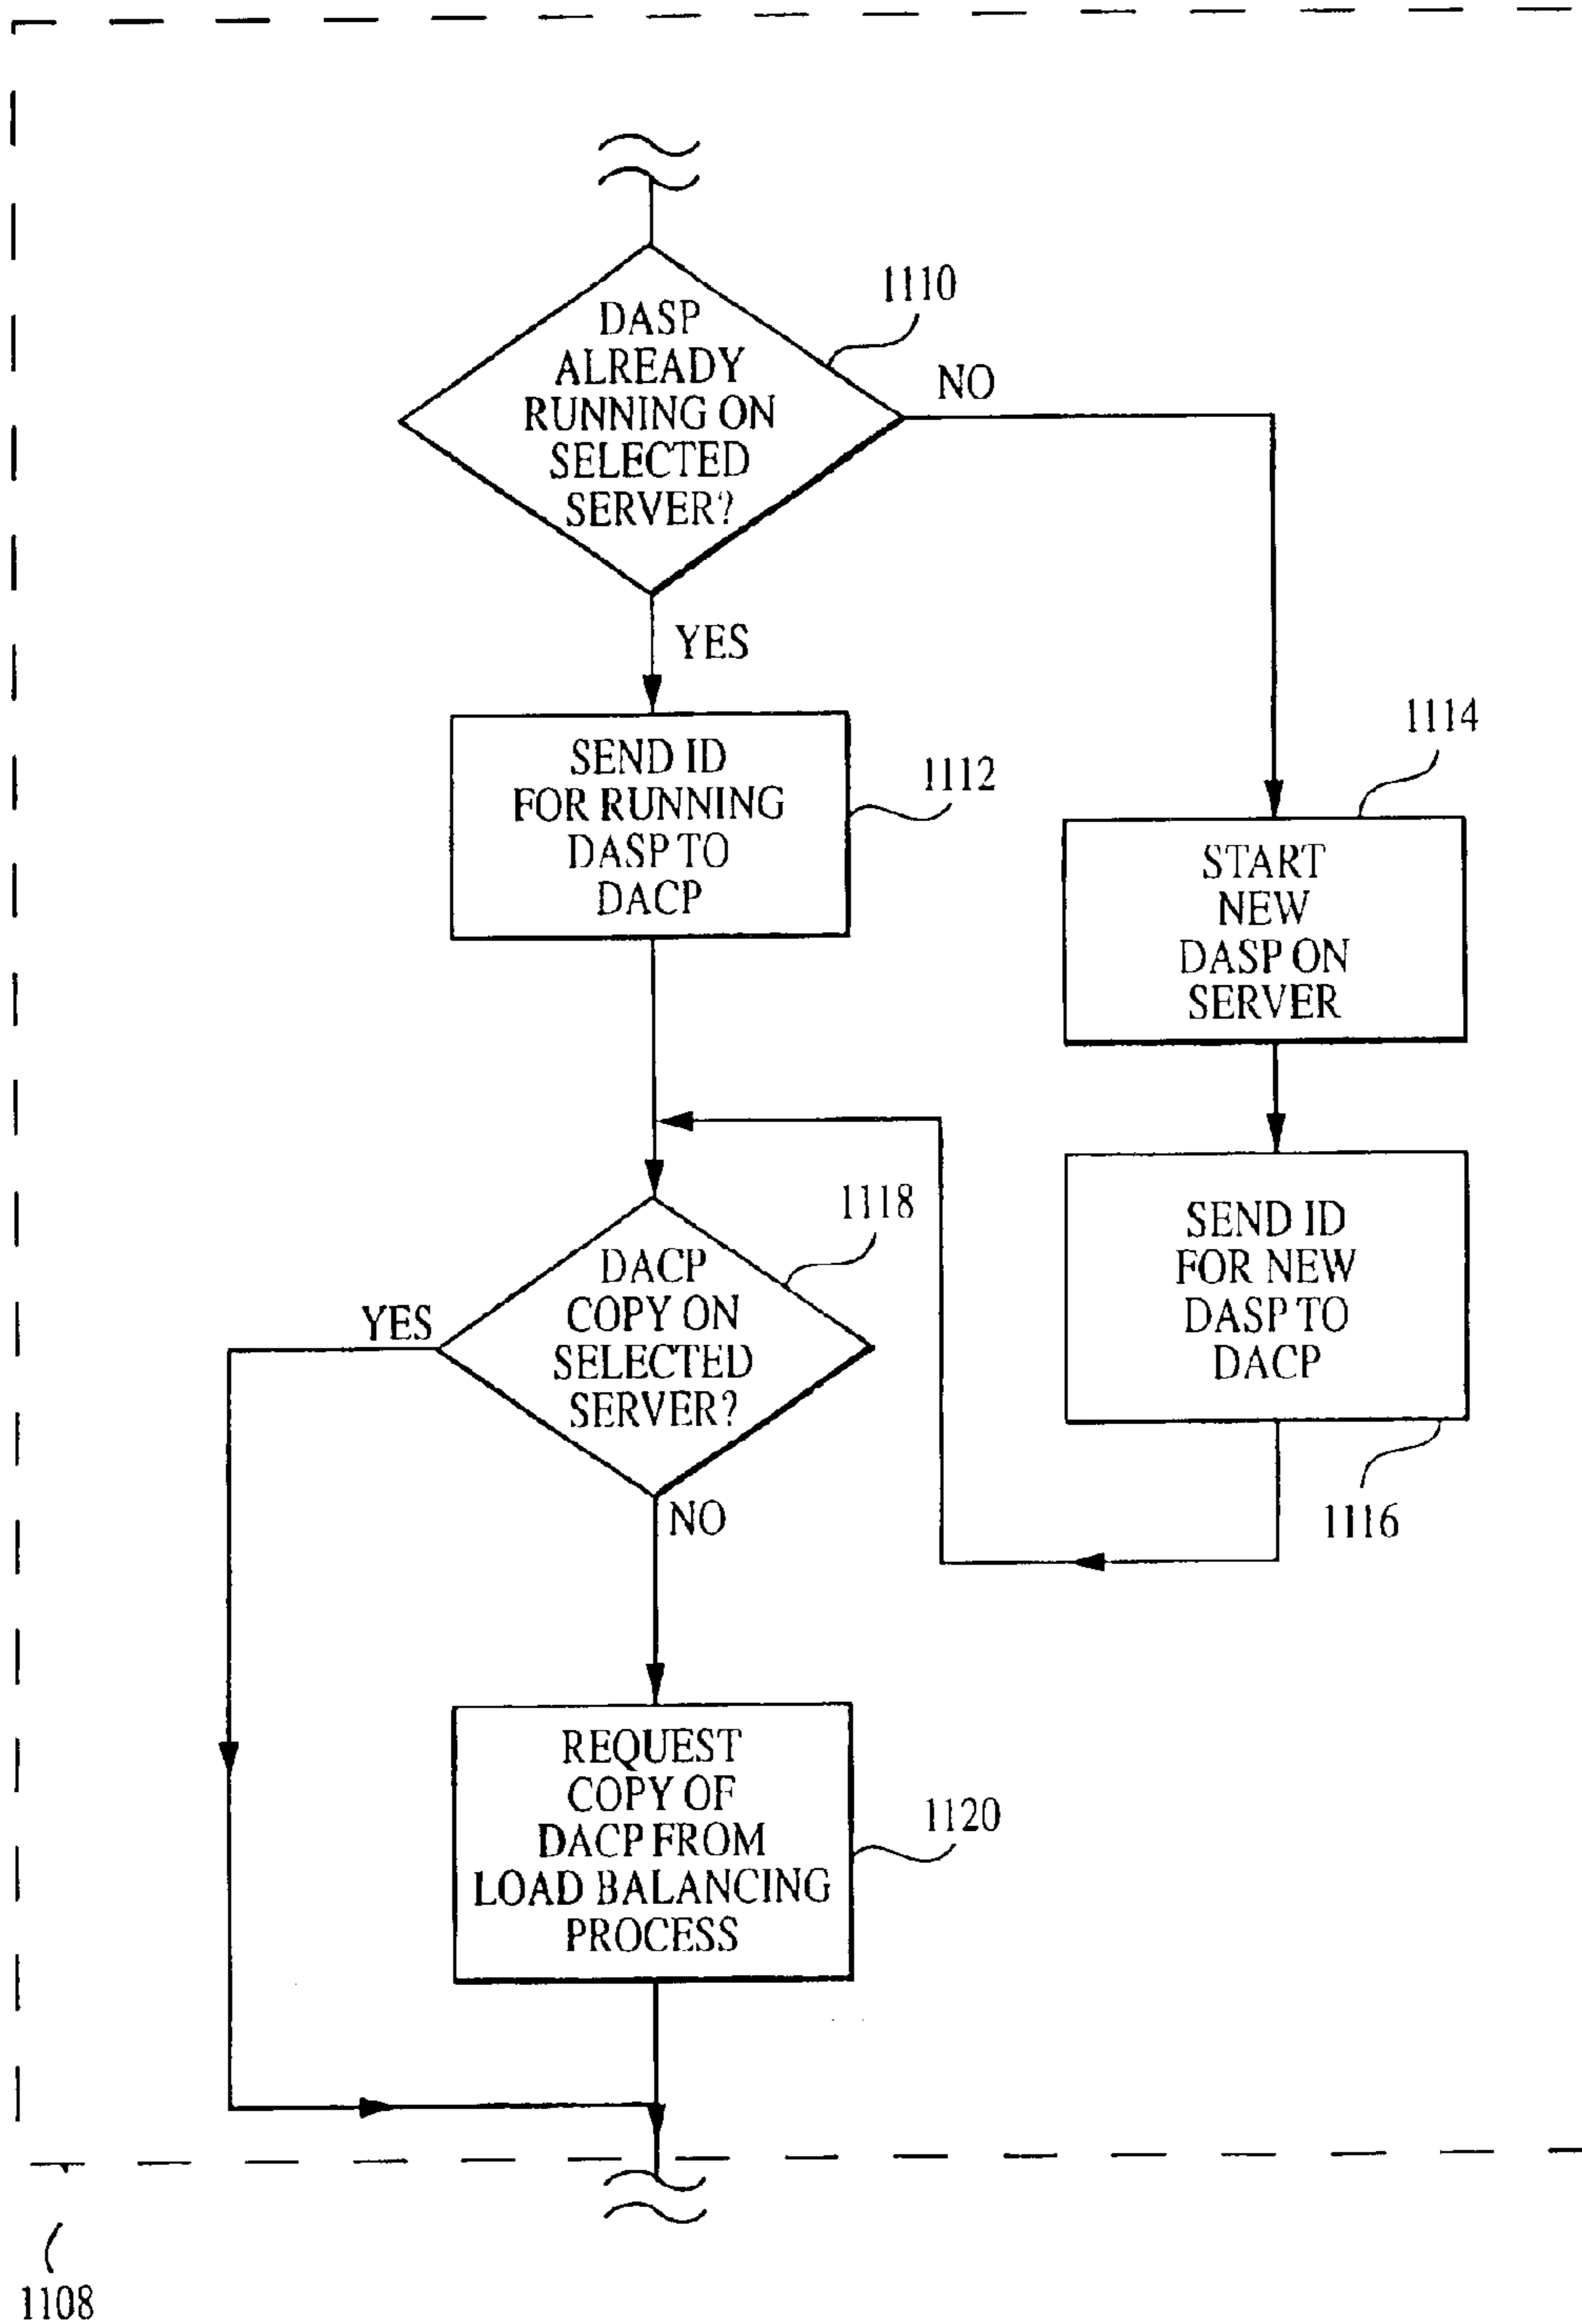 1110
DASP
ALREADY
RUNNING ON
SELECTED
SERVER?
NO
YES
SEND ID
FOR RUNNING
DASP TO
DACP
1112
1114
START
NEW
DASP ON
SERVER
SEND ID
FOR NEW
DASP TO
DACP
1116
1118
DACP
COPY ON
SELECTED
SERVER?
YES
NO
REQUEST
COPY OF
DACP FROM
LOAD BALANCING
PROCESS
1120
1108